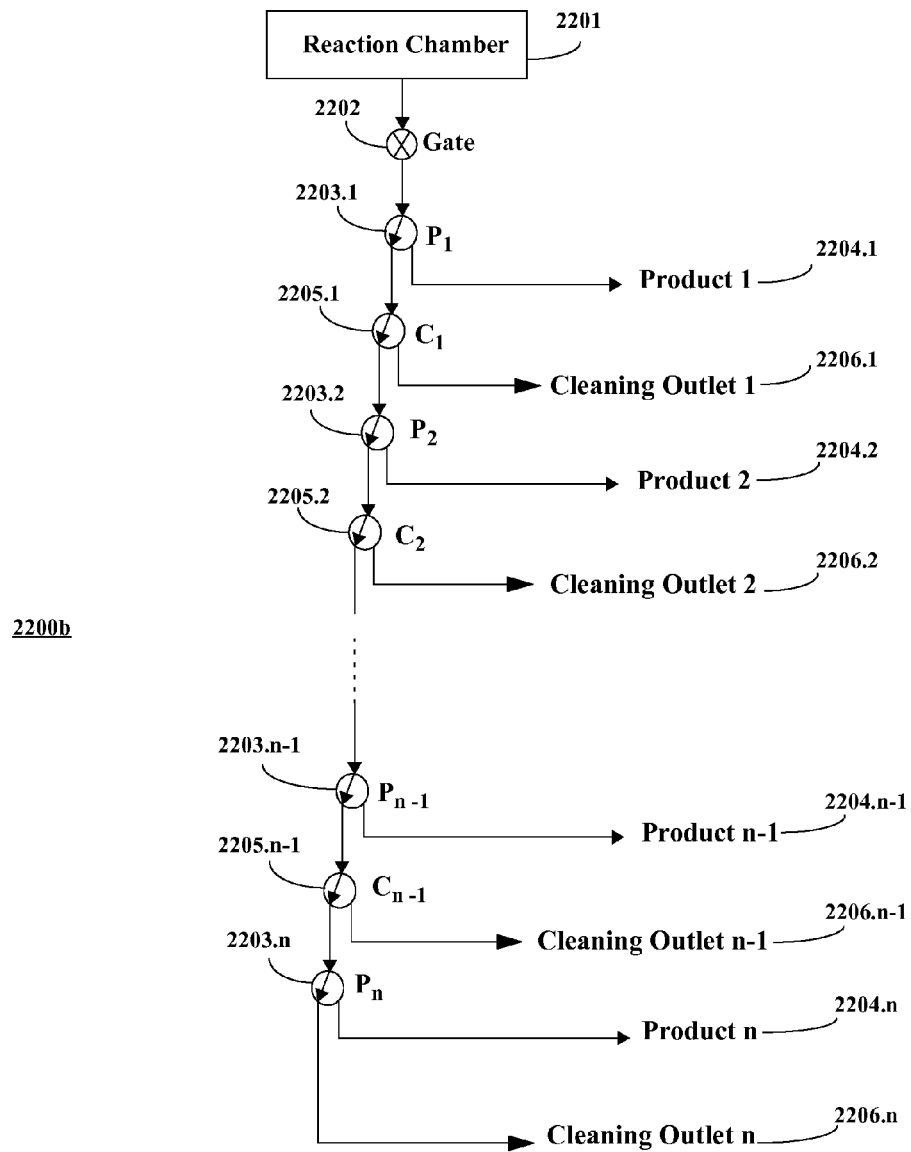 2201
Reaction Chamber
2202
Gate
2203.1
P1
2204.1
Product 1
2205.1
C1
2206.1
Cleaning Outlet 1
2203.2
P2
2204.2
Product 2
2205.2
C2
2206.2
Cleaning Outlet 2
2200b
2203.n-1
Pn-1
2204.n-1
Product n-1
2205.n-1
Cn-1
2206.n-1
Cleaning Outlet n-1
2203.n
Pn
2204.n
Product n
2206.n
Cleaning Outlet n